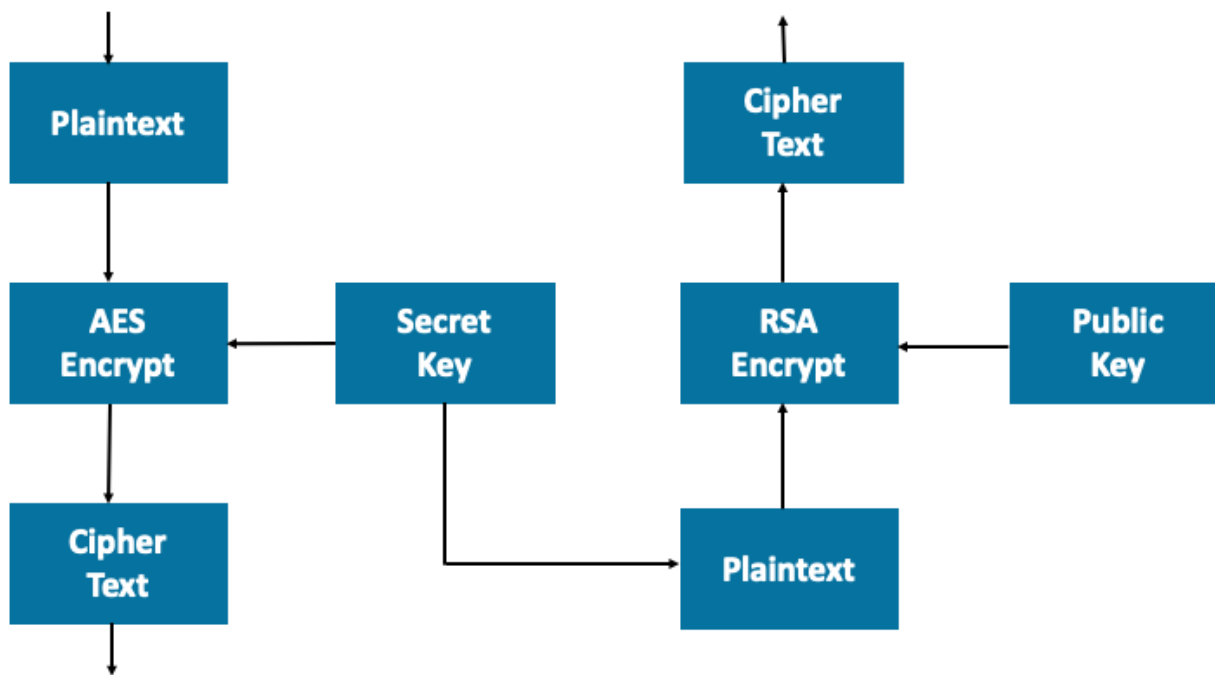 Plaintext
Cipher
Text
AES
Encrypt
Secret
Key
RSA
Encrypt
Public
Key
Cipher
Text
Plaintext